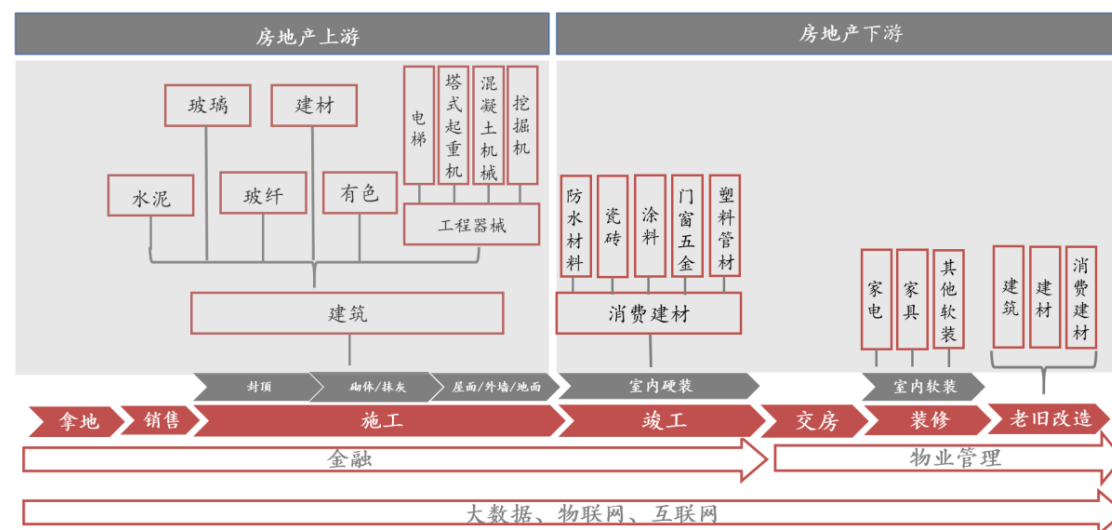 房地产上游
房地产下游
玻璃
建材
电梯
塔式起重机
混凝土机械
挖掘机
水泥
玻纤
有色
工程器械
防水材料
瓷砖
涂料
门窗五金
塑料管材
建筑
消费建材
家电
家具
其他软装
建筑
建材
消费建材
封顶
砌体/抹灰
屋面/外墙/地面
室内硬装
室内软装
拿地
销售
施工
竣工
交房
装修
老旧改造
金融
物业管理
大数据、物联网、互联网